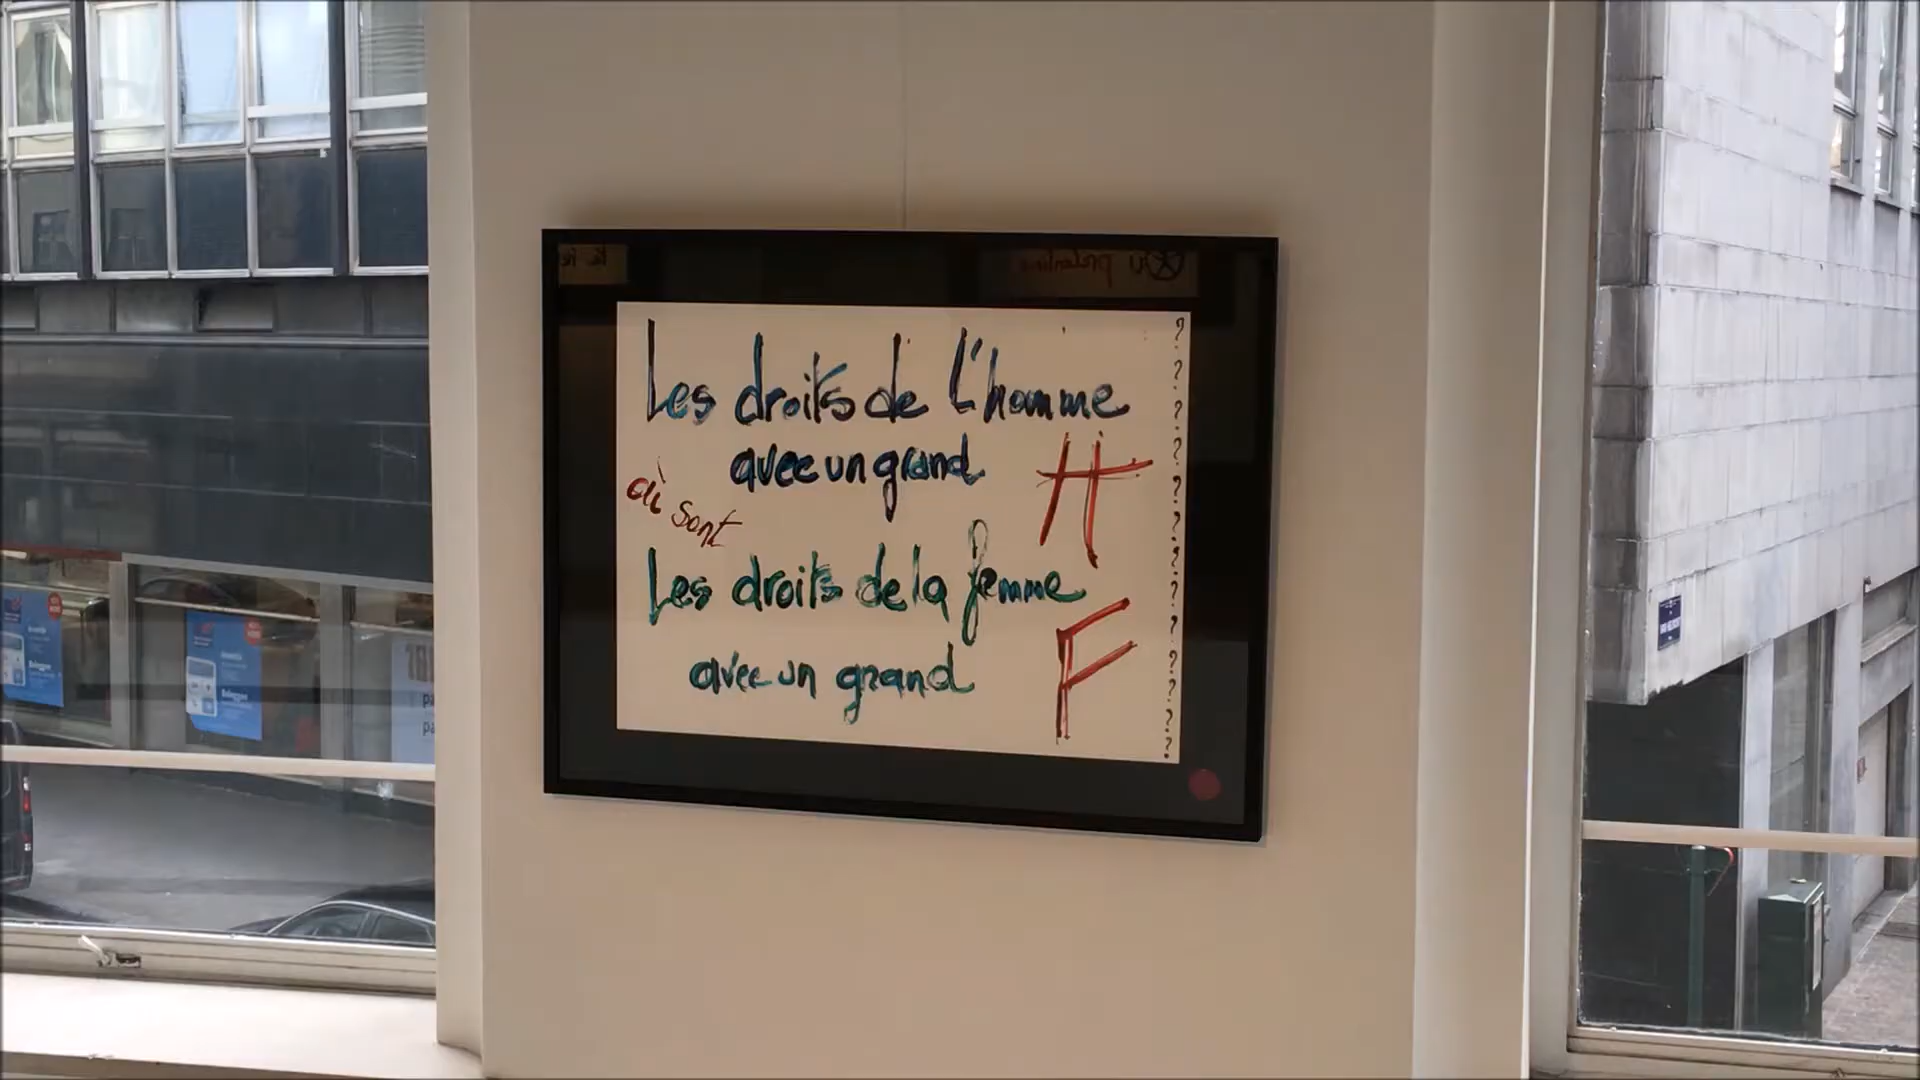 Les droits de L'homme
avec un grand H
où sont
Les droits de la femme
avec un grand F
? ? ? ? ? ? ? ? ? ? ? ? ? ? ?